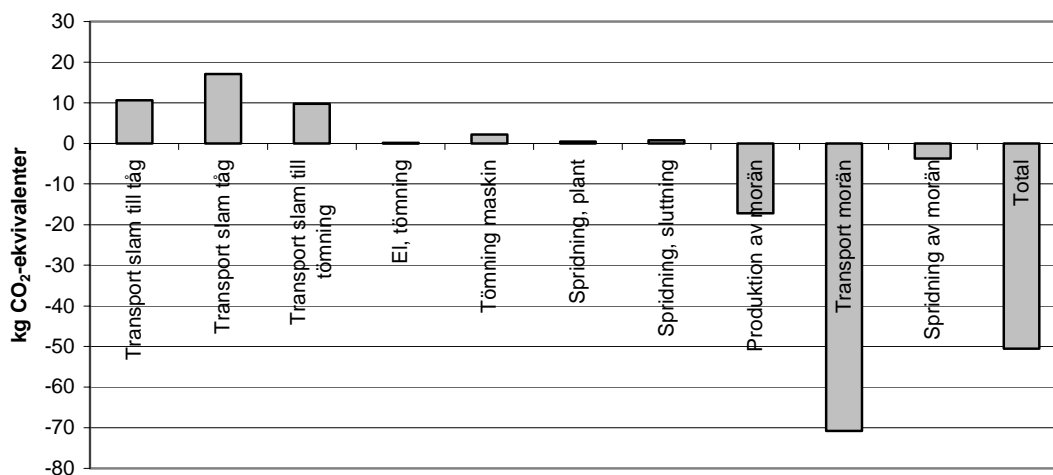 kg CO₂-ekvivalenter
30
20
10
0
-10
-20
-30
-40
-50
-60
-70
-80
Transport slam till tåg
Transport slam tåg
Transport slam till
tömning
El, tömning
Tömning maskin
Spridning, plant
Spridning, sluttning
Produktion av morän
Transport morän
Spridning av morän
Total